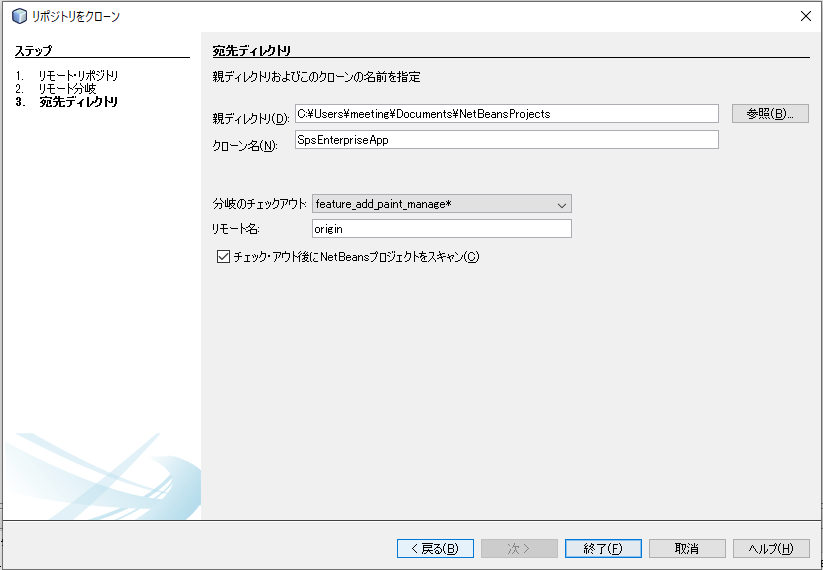 リポジトリをクローン
ステップ
1. リモート・リポジトリ
2. リモート分岐
3. 宛先ディレクトリ
宛先ディレクトリ
親ディレクトリおよびこのクローンの名前を指定
親ディレクトリ(D): C:¥Users¥meeting¥Documents¥NetBeansProjects 参照(B)...
クローン名(N): SpsEnterpriseApp
分岐のチェックアウト: feature_add_paint_manage*
リモート名: origin
チェック・アウト後にNetBeansプロジェクトをスキャン(C)
< 戻る(B) 次 > 終了(F) 取消 ヘルプ(H)